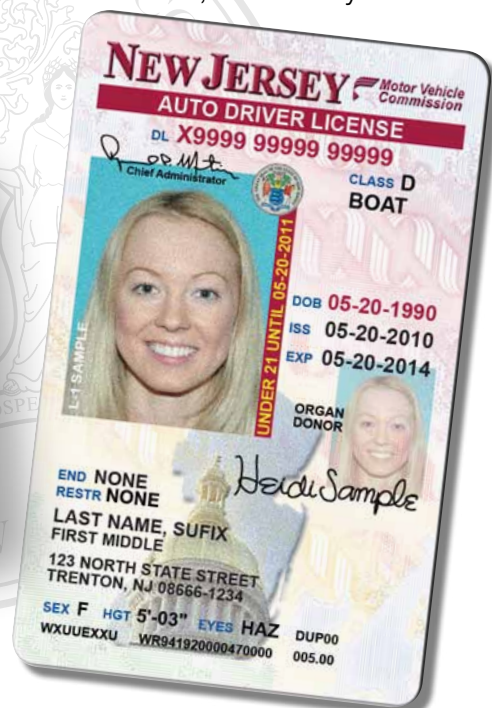 NEW JERSEY Motor Vehicle Commission
AUTO DRIVER LICENSE
DL X9999 99999 99999
Chief Administrator
CLASS D
BOAT
UNDER 21 UNTIL 05-20-2011
L-1 SAMPLE
DOB 05-20-1990
ISS 05-20-2010
EXP 05-20-2014
ORGAN DONOR
Heidi Sample
END NONE
RESTR NONE
LAST NAME, SUFIX
FIRST MIDDLE
123 NORTH STATE STREET
TRENTON, NJ 08666-1234
SEX F HGT 5'-03" EYES HAZ DUP00
WXUUEXXU WR941920000470000 005.00